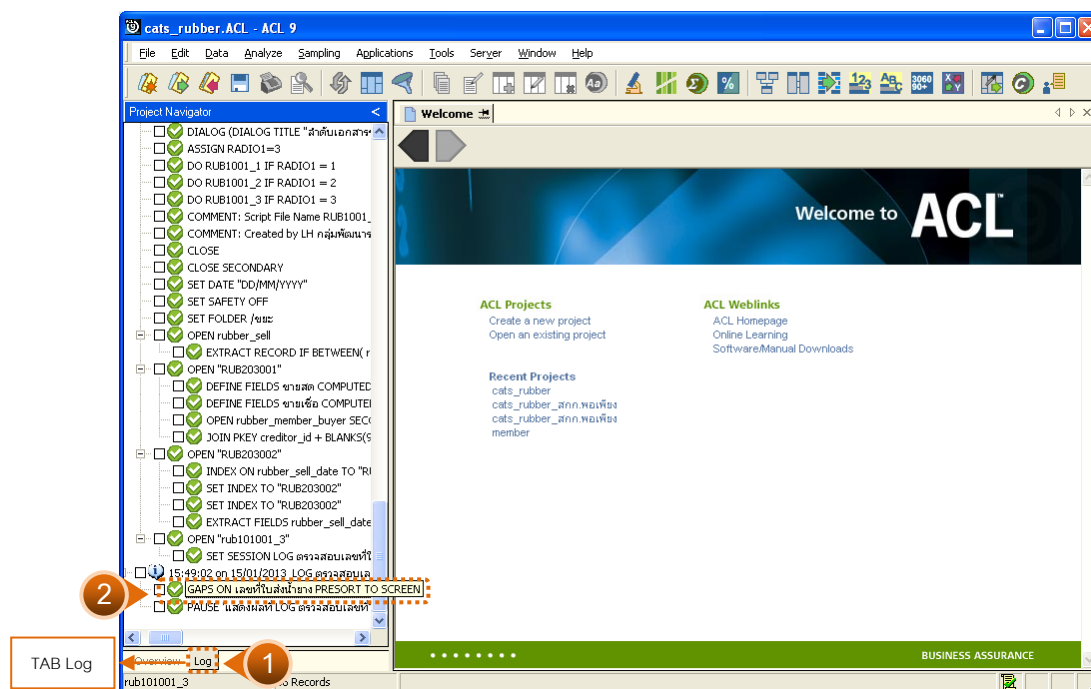 cats_rubber.ACL - ACL 9
File Edit Data Analyze Sampling Applications Tools Server Window Help
Project Navigator <
Welcome
DIALOG (DIALOG TITLE "ลำดับเอกสาร
ASSIGN RADIO1=3
DO RUB1001_1 IF RADIO1 = 1
DO RUB1001_2 IF RADIO1 = 2
DO RUB1001_3 IF RADIO1 = 3
COMMENT: Script File Name RUB1001_
COMMENT: Created by LH กลุ่มพัฒนาร
CLOSE
CLOSE SECONDARY
SET DATE "DD/MM/YYYY"
SET SAFETY OFF
SET FOLDER /ขยะ
OPEN rubber_sell
EXTRACT RECORD IF BETWEEN( r
OPEN "RUB203001"
DEFINE FIELDS ขายสด COMPUTED
DEFINE FIELDS ขายเชื่อ COMPUTE
OPEN rubber_member_buyer SEC
JOIN PKEY creditor_id + BLANKS(9
OPEN "RUB203002"
INDEX ON rubber_sell_date TO "R
SET INDEX TO "RUB203002"
SET INDEX TO "RUB203002"
EXTRACT FIELDS rubber_sell_date
OPEN "rub101001_3"
SET SESSION LOG ตรวจสอบเลขที่ใ
15:49:02 on 15/01/2013 LOG ตรวจสอบเล
2
GAPS ON เลขที่ใบส่งน้ำยาง PRESORT TO SCREEN
PAUSE "แสดงผลที่ LOG ตรวจสอบเลขที่
Welcome to ACL
ACL Projects
Create a new project
Open an existing project
Recent Projects
cats_rubber
cats_rubber_สกก.พอเพียง
cats_rubber_สกก.พอเพียง
member
ACL Weblinks
ACL Homepage
Online Learning
Software/Manual Downloads
BUSINESS ASSURANCE
TAB Log
Overview Log
1
rub101001_3
Records